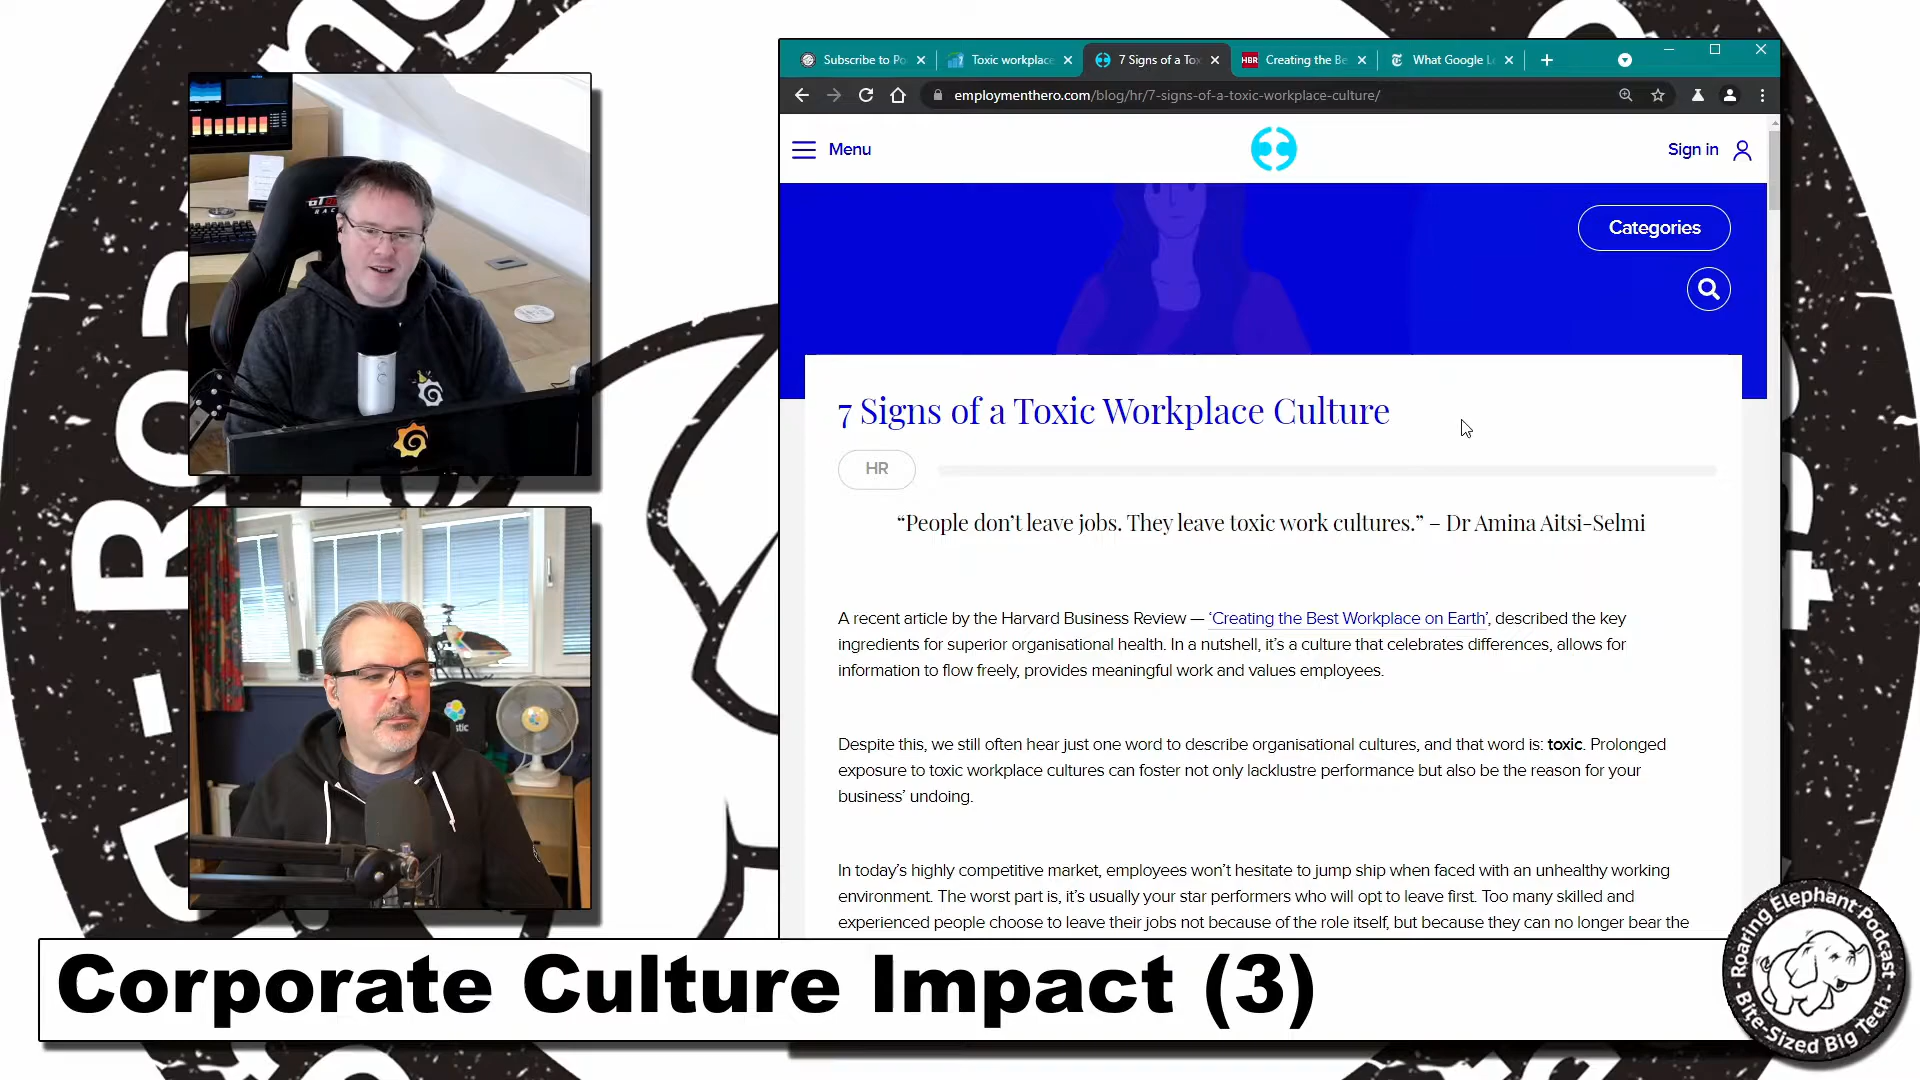 Subscribe to Po
Toxic workplace
7 Signs of a Tox
HBR
Creating the Be
What Google Le
employmenthero.com/blog/hr/7-signs-of-a-toxic-workplace-culture/
Menu
Sign in
Categories
7 Signs of a Toxic Workplace Culture
HR
“People don’t leave jobs. They leave toxic work cultures.” – Dr Amina Aitsi-Selmi
A recent article by the Harvard Business Review — ‘Creating the Best Workplace on Earth’, described the key
ingredients for superior organisational health. In a nutshell, it’s a culture that celebrates differences, allows for
information to flow freely, provides meaningful work and values employees.
Despite this, we still often hear just one word to describe organisational cultures, and that word is: toxic. Prolonged
exposure to toxic workplace cultures can foster not only lacklustre performance but also be the reason for your
business’ undoing.
In today’s highly competitive market, employees won’t hesitate to jump ship when faced with an unhealthy working
environment. The worst part is, it’s usually your star performers who will opt to leave first. Too many skilled and
experienced people choose to leave their jobs not because of the role itself, but because they can no longer bear the
Corporate Culture Impact (3)
- Roaring Elephant Podcast -
Bite-Sized Big Tech